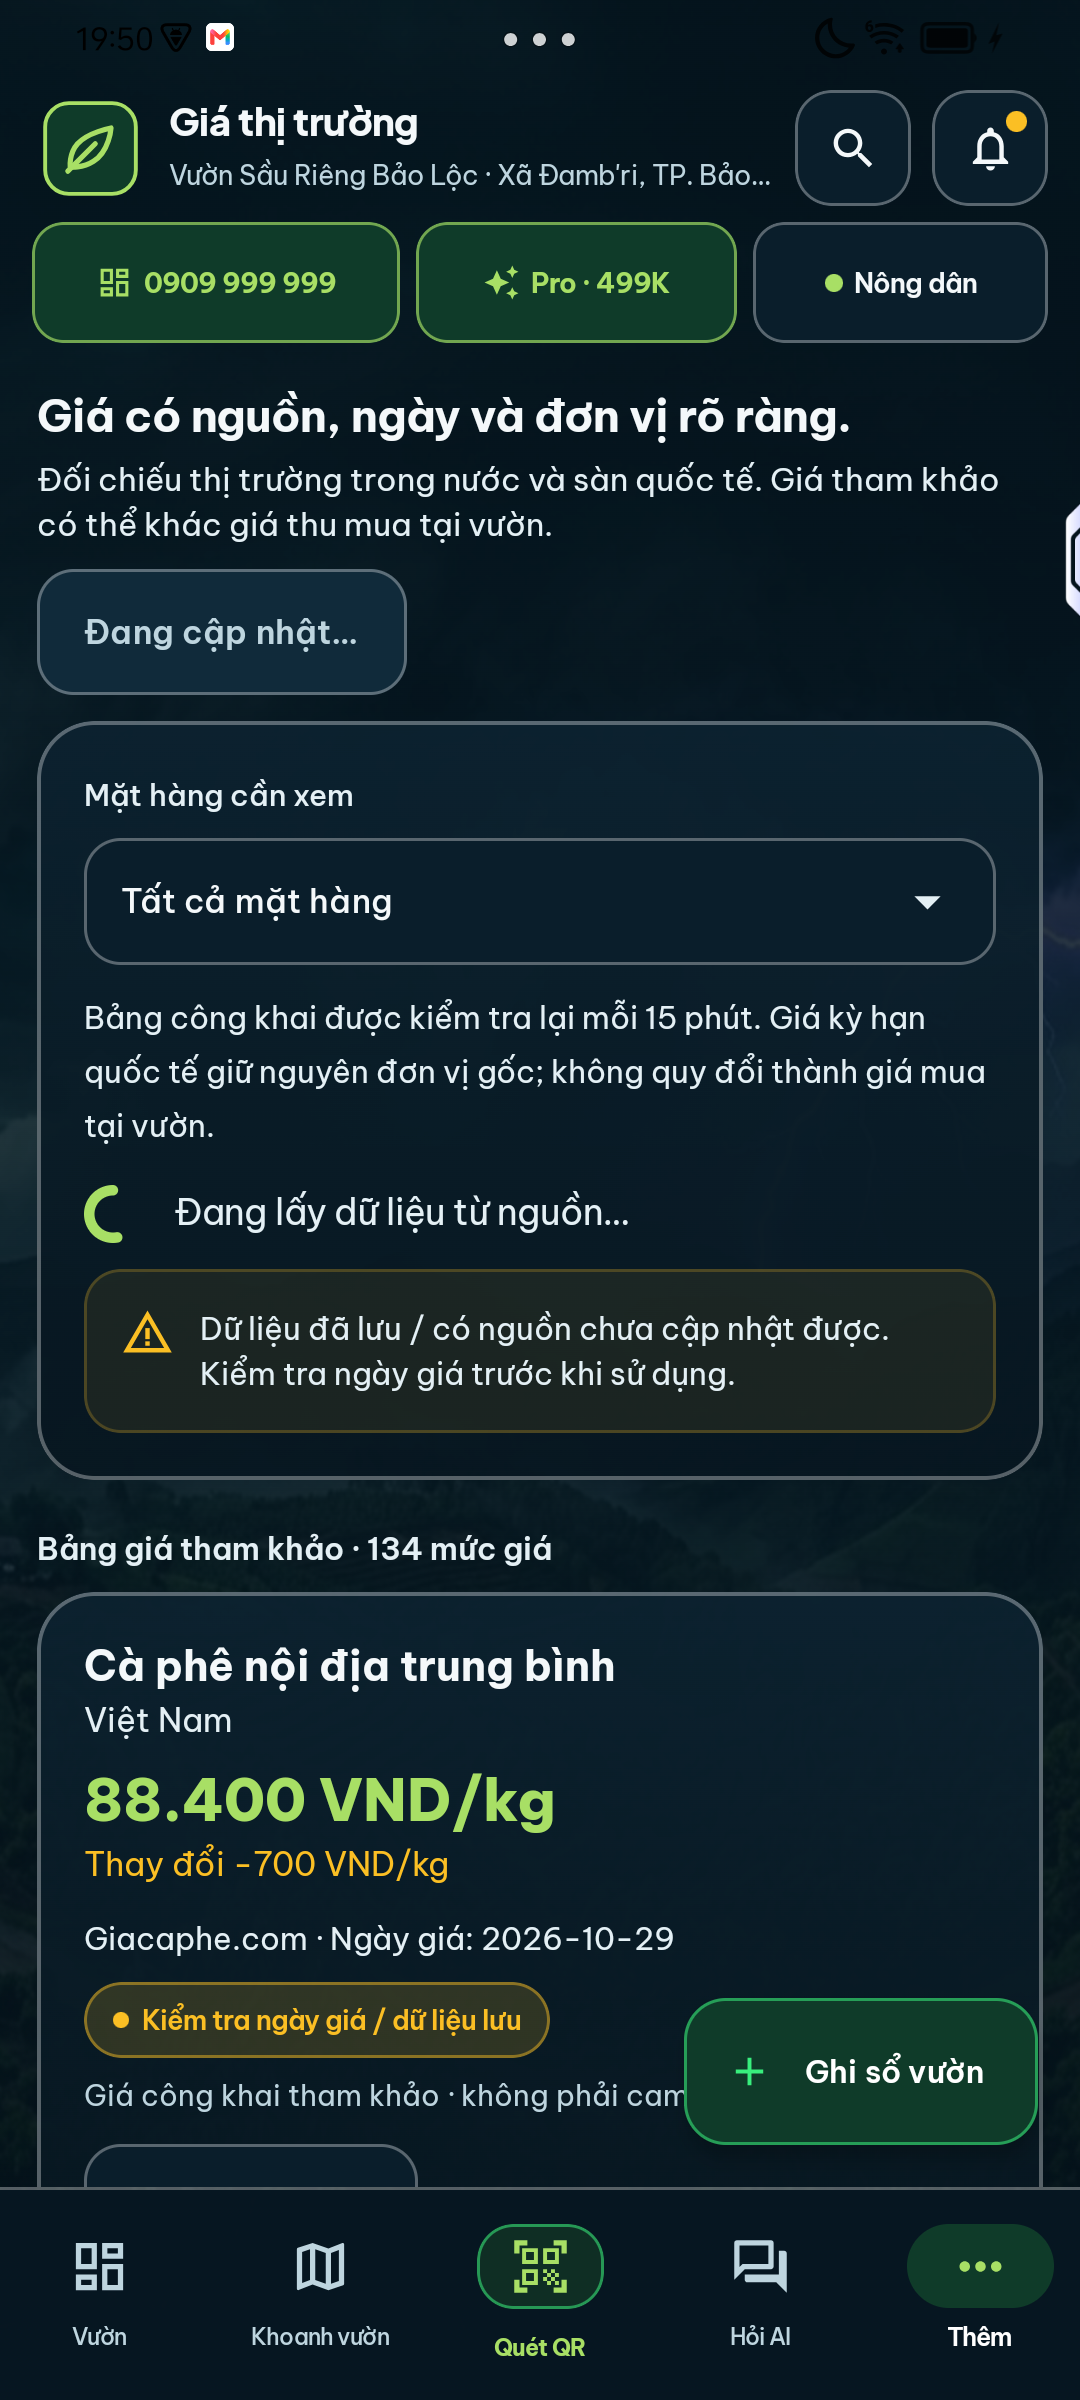 19:50
Giá thị trường
Vườn Sầu Riêng Bảo Lộc · Xã Đamb'ri, TP. Bảo...
0909 999 999
Pro · 499K
Nông dân
Giá có nguồn, ngày và đơn vị rõ ràng.
Đối chiếu thị trường trong nước và sàn quốc tế. Giá tham khảo
có thể khác giá thu mua tại vườn.
Đang cập nhật...
Mặt hàng cần xem
Tất cả mặt hàng
Bảng công khai được kiểm tra lại mỗi 15 phút. Giá kỳ hạn
quốc tế giữ nguyên đơn vị gốc; không quy đổi thành giá mua
tại vườn.
Đang lấy dữ liệu từ nguồn...
Dữ liệu đã lưu / có nguồn chưa cập nhật được.
Kiểm tra ngày giá trước khi sử dụng.
Bảng giá tham khảo · 134 mức giá
Cà phê nội địa trung bình
Việt Nam
88.400 VND/kg
Thay đổi -700 VND/kg
Giacaphe.com · Ngày giá: 2026-10-29
Kiểm tra ngày giá / dữ liệu lưu
Giá công khai tham khảo · không phải cam
Ghi sổ vườn
Vườn
Khoanh vườn
Quét QR
Hỏi AI
Thêm